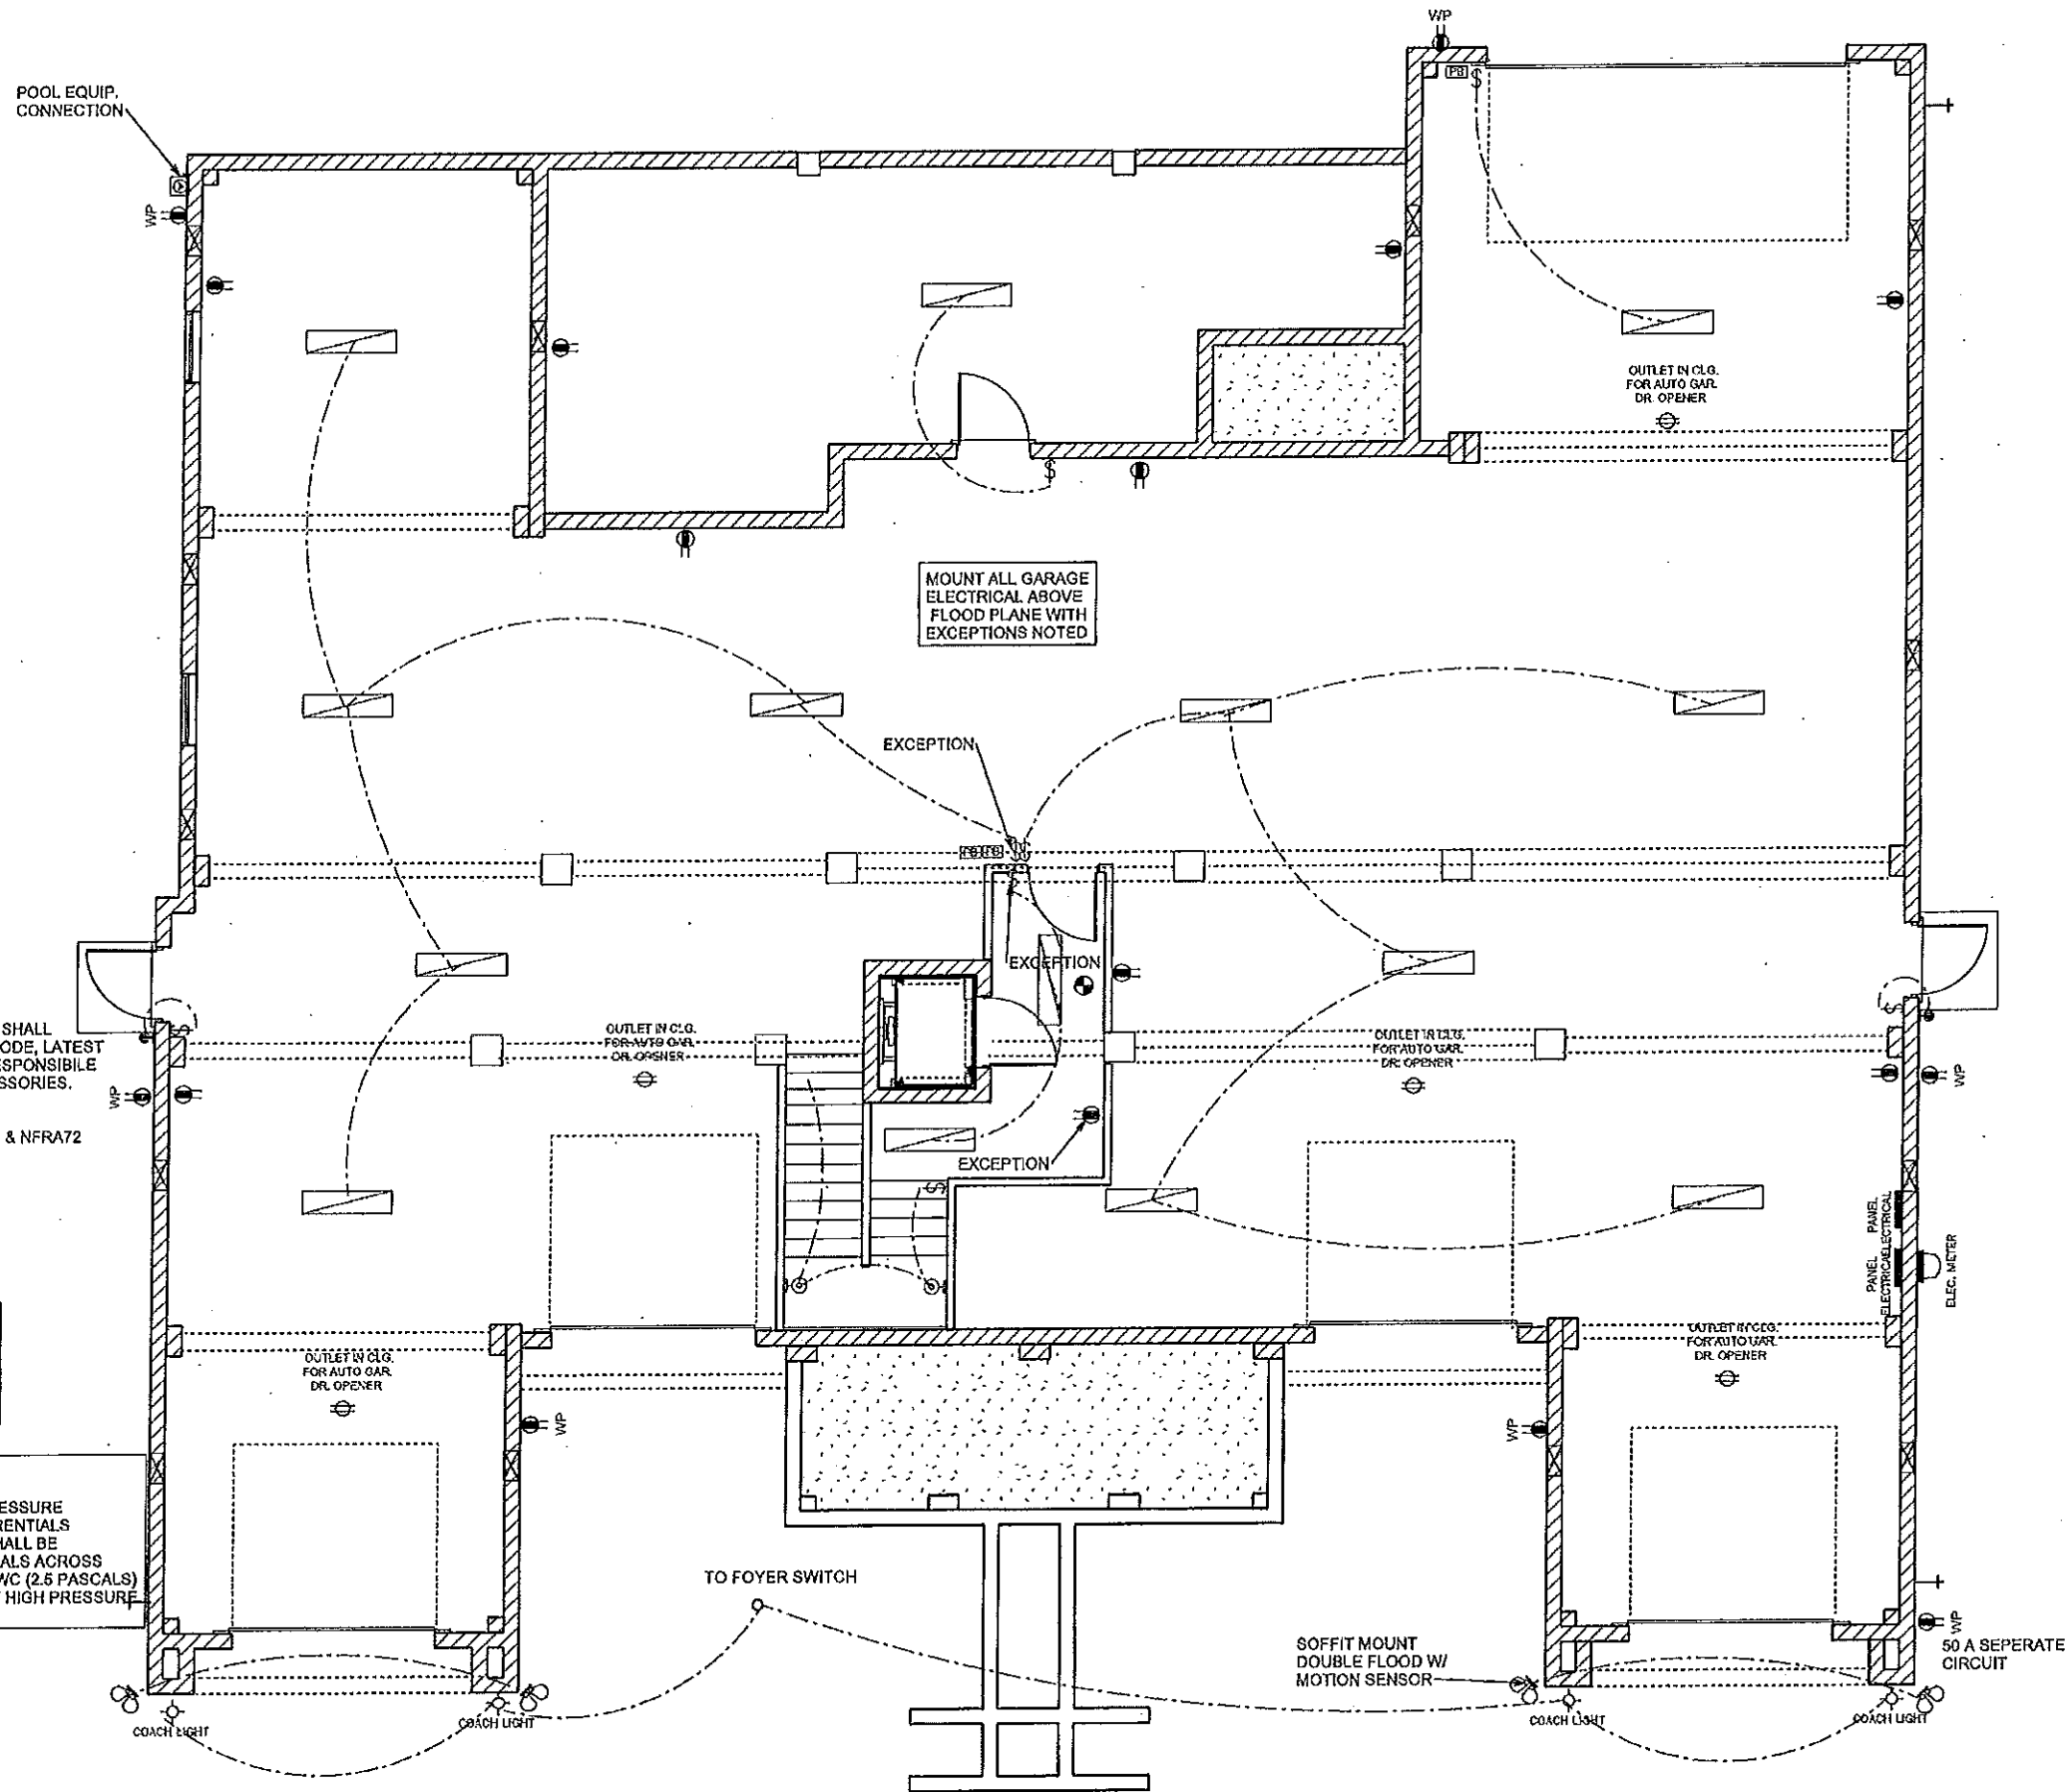 WP
POOL EQUIP.
CONNECTION
PB
$
WP
OUTLET IN CLG.
FOR AUTO GAR.
DR. OPENER
$
MOUNT ALL GARAGE
ELECTRICAL ABOVE
FLOOD PLANE WITH
EXCEPTIONS NOTED
EXCEPTION
PB PB
EXCEPTION
SHALL
ODE, LATEST
ESPONSIBILE
SSORIES.
OUTLET IN CLG.
FOR AUTO GAR.
DR. OPENER
OUTLET IN CLG.
FOR AUTO GAR.
DR. OPENER
$
$
WP
WP
& NFRA72
EXCEPTION
$
PANEL
ELECTRICAL
PANEL
ELECTRICAL
ELEC. METER
OUTLET IN CLG.
FOR AUTO GAR.
DR. OPENER
OUTLET IN CLG.
FOR AUTO GAR.
DR. OPENER
WP
WP
ESSURE
RENTIALS
HALL BE
ALS ACROSS
WC (2.5 PASCALS)
HIGH PRESSURE
TO FOYER SWITCH
SOFFIT MOUNT
DOUBLE FLOOD W/
MOTION SENSOR
WP
50 A SEPERATE
CIRCUIT
COACH LIGHT
COACH LIGHT
COACH LIGHT
COACH LIGHT